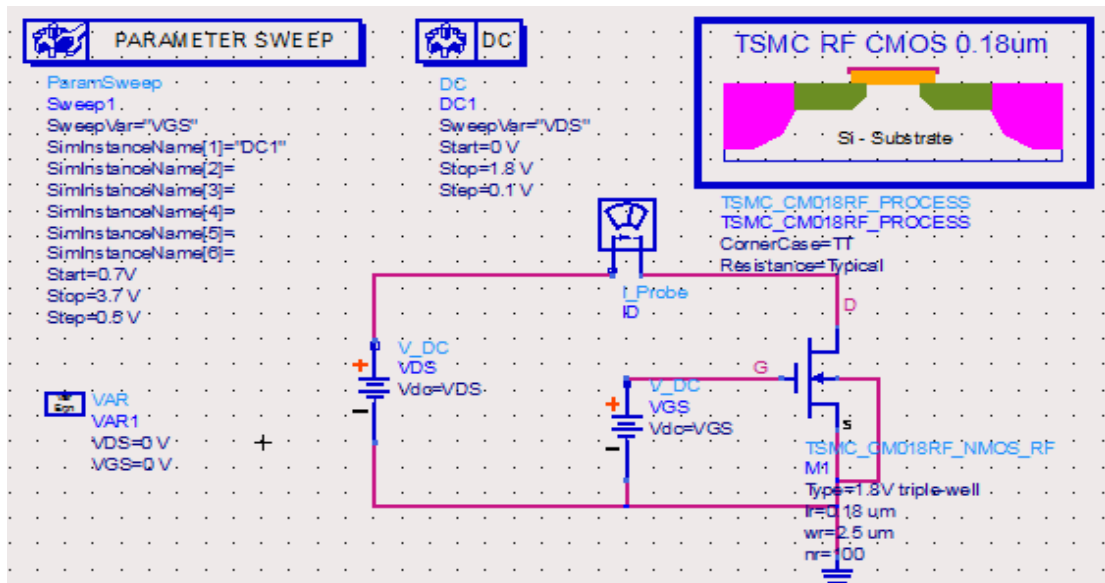 PARAMETER SWEEP
ParamSweep
Sweep1
SweepVar="VGS"
SimInstanceName[1]="DC1"
SimInstanceName[2]=
SimInstanceName[3]=
SimInstanceName[4]=
SimInstanceName[5]=
SimInstanceName[6]=
Start=0.7V
Stop=3.7 V
Step=0.5 V
DC
DC
DC1
SweepVar="VDS"
Start=0 V
Stop=1.8 V
Step=0.1 V
TSMC RF CMOS 0.18um
Si - Substrate
TSMC_CM018RF_PROCESS
TSMC_CM018RF_PROCESS
CornerCase=TT
Resistance=Typical
I_Probe
ID
D
V_DC
VDS
Vdc=VDS
G
V_DC
VGS
Vdc=VGS
S
TSMC_CM018RF_NMOS_RF
M1
Type=1.8V triple-well
lr=0.18 um
wr=2.5 um
nr=100
Var
Eqn
VAR
VAR1
VDS=0 V
VGS=0 V